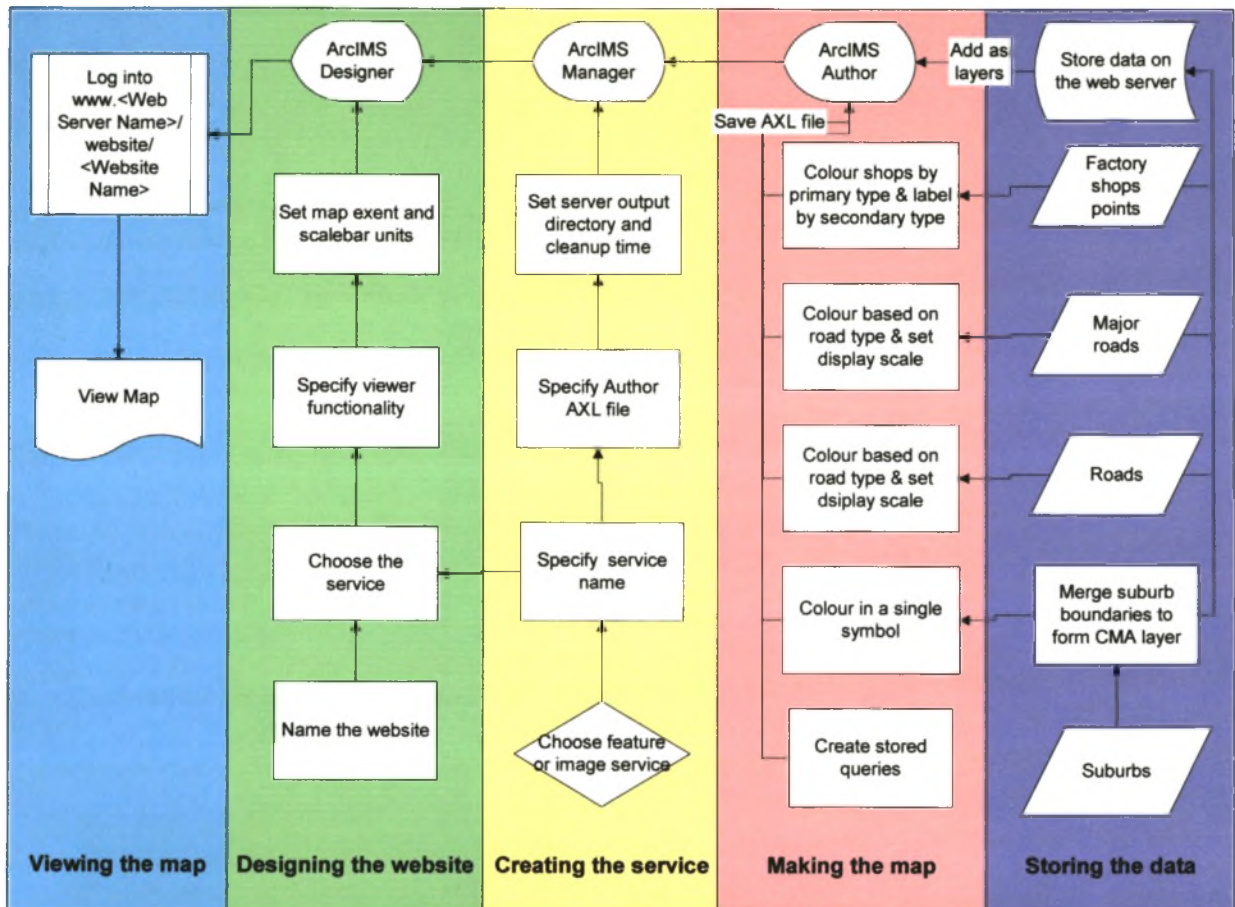 Log into
www.<Web
Server Name>/
website/
<Website
Name>
View Map
Viewing the map
ArcIMS
Designer
Set map exent and
scalebar units
Specify viewer
functionality
Choose the
service
Name the website
Designing the website
ArcIMS
Manager
Set server output
directory and
cleanup time
Specify Author
AXL file
Specify service
name
Choose feature
or image service
Creating the service
ArcIMS
Author
Save AXL file
Colour shops by
primary type & label
by secondary type
Colour based on
road type & set
display scale
Colour based on
road type & set
dsiplay scale
Colour in a single
symbol
Create stored
queries
Making the map
Add as
layers
Store data on
the web server
Factory
shops
points
Major
roads
Roads
Merge suburb
boundaries to
form CMA layer
Suburbs
Storing the data